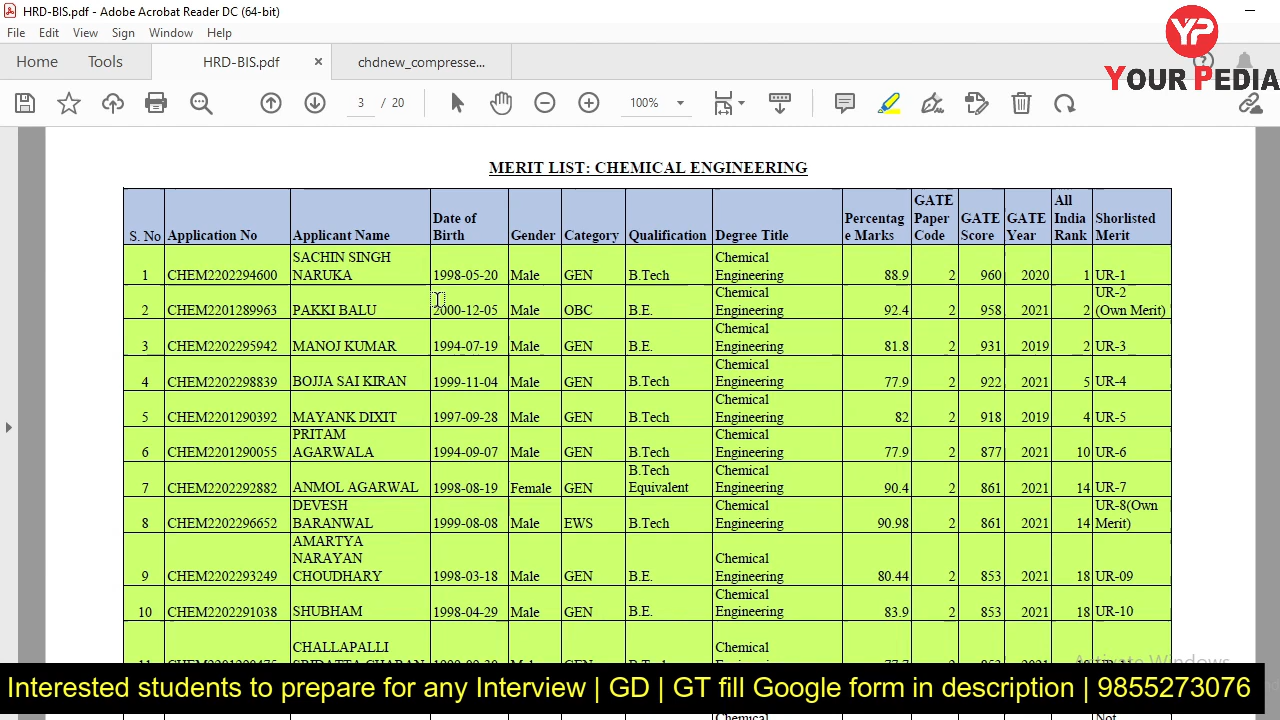 HRD-BIS.pdf - Adobe Acrobat Reader DC (64-bit)
File Edit View Sign Window Help
YP
YOUR PEDIA
Home Tools HRD-BIS.pdf × chdnew_compresse...
3 / 20 100%
MERIT LIST: CHEMICAL ENGINEERING
S. No Application No Applicant Name Date of Birth Gender Category Qualification Degree Title Percentag e Marks GATE Paper Code GATE Score GATE Year All India Rank Shorlisted Merit
1 CHEM2202294600 SACHIN SINGH NARUKA 1998-05-20 Male GEN B.Tech Chemical Engineering 88.9 2 960 2020 1 UR-1
2 CHEM2201289963 PAKKI BALU 2000-12-05 Male OBC B.E. Chemical Engineering 92.4 2 958 2021 2 UR-2 (Own Merit)
3 CHEM2202295942 MANOJ KUMAR 1994-07-19 Male GEN B.E. Chemical Engineering 81.8 2 931 2019 2 UR-3
4 CHEM2202298839 BOJJA SAI KIRAN 1999-11-04 Male GEN B.Tech Chemical Engineering 77.9 2 922 2021 5 UR-4
5 CHEM2201290392 MAYANK DIXIT 1997-09-28 Male GEN B.Tech Chemical Engineering 82 2 918 2019 4 UR-5
6 CHEM2201290055 PRITAM AGARWALA 1994-09-07 Male GEN B.Tech Chemical Engineering 77.9 2 877 2021 10 UR-6
7 CHEM2202292882 ANMOL AGARWAL 1998-08-19 Female GEN B.Tech Equivalent Chemical Engineering 90.4 2 861 2021 14 UR-7
8 CHEM2202296652 DEVESH BARANWAL 1999-08-08 Male EWS B.Tech Chemical Engineering 90.98 2 861 2021 14 UR-8(Own Merit)
9 CHEM2202293249 AMARTYA NARAYAN CHOUDHARY 1998-03-18 Male GEN B.E. Chemical Engineering 80.44 2 853 2021 18 UR-09
10 CHEM2202291038 SHUBHAM 1998-04-29 Male GEN B.E. Chemical Engineering 83.9 2 853 2021 18 UR-10
CHALLAPALLI Chemical
Interested students to prepare for any Interview | GD | GT fill Google form in description | 9855273076